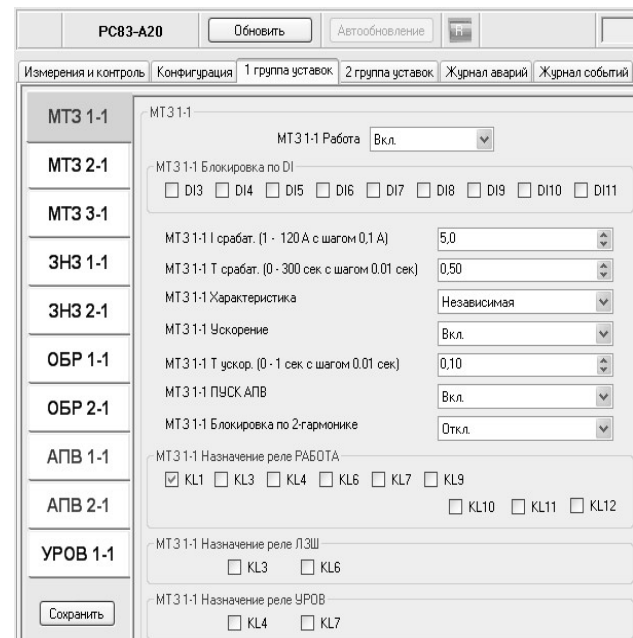 РС83-А20 Обновить Автообновление
Измерения и контроль Конфигурация 1 группа уставок 2 группа уставок Журнал аварий Журнал событий
МТЗ 1-1
МТЗ 2-1
МТЗ 3-1
ЗНЗ 1-1
ЗНЗ 2-1
ОБР 1-1
ОБР 2-1
АПВ 1-1
АПВ 2-1
УРОВ 1-1
Сохранить
МТЗ 1-1
МТЗ 1-1 Работа Вкл.
МТЗ 1-1 Блокировка по DI
DI3 DI4 DI5 DI6 DI7 DI8 DI9 DI10 DI11
МТЗ 1-1 I срабат. (1 - 120 А с шагом 0,1 А) 5,0
МТЗ 1-1 Т срабат. (0 - 300 сек с шагом 0.01 сек) 0,50
МТЗ 1-1 Характеристика Независимая
МТЗ 1-1 Ускорение Вкл.
МТЗ 1-1 Т ускор. (0 - 1 сек с шагом 0.01 сек) 0,10
МТЗ 1-1 ПУСК АПВ Вкл.
МТЗ 1-1 Блокировка по 2-гармонике Откл.
МТЗ 1-1 Назначение реле РАБОТА
KL1 KL3 KL4 KL6 KL7 KL9
KL10 KL11 KL12
МТЗ 1-1 Назначение реле ЛЗШ
KL3 KL6
МТЗ 1-1 Назначение реле УРОВ
KL4 KL7